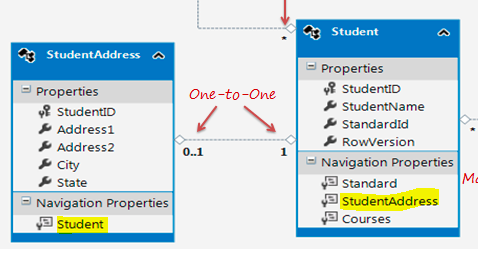 StudentAddress
Properties
StudentID
Address1
Address2
City
State
Navigation Properties
Student
One-to-One
0..1
1
*
Student
Properties
StudentID
StudentName
StandardId
RowVersion
Navigation Properties
Standard
StudentAddress
Courses
*